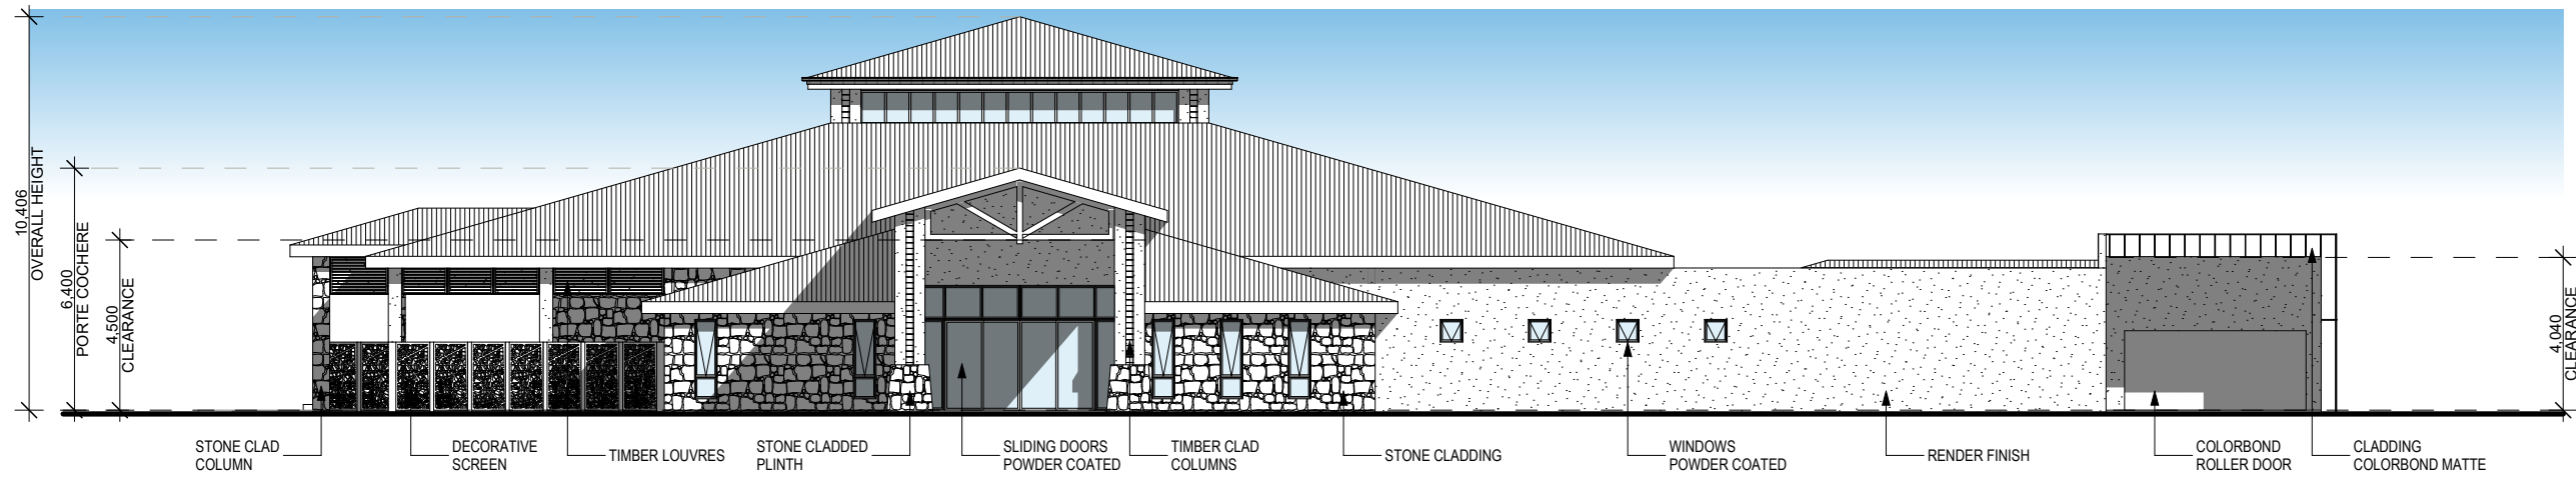 10,406
OVERALL HEIGHT
6,400
PORTE COCHERE
4,500
CLEARANCE
4,040
CLEARANCE
STONE CLAD
COLUMN
DECORATIVE
SCREEN
TIMBER LOUVRES
STONE CLADDED
PLINTH
SLIDING DOORS
POWDER COATED
TIMBER CLAD
COLUMNS
STONE CLADDING
WINDOWS
POWDER COATED
RENDER FINISH
COLORBOND
ROLLER DOOR
CLADDING
COLORBOND MATTE